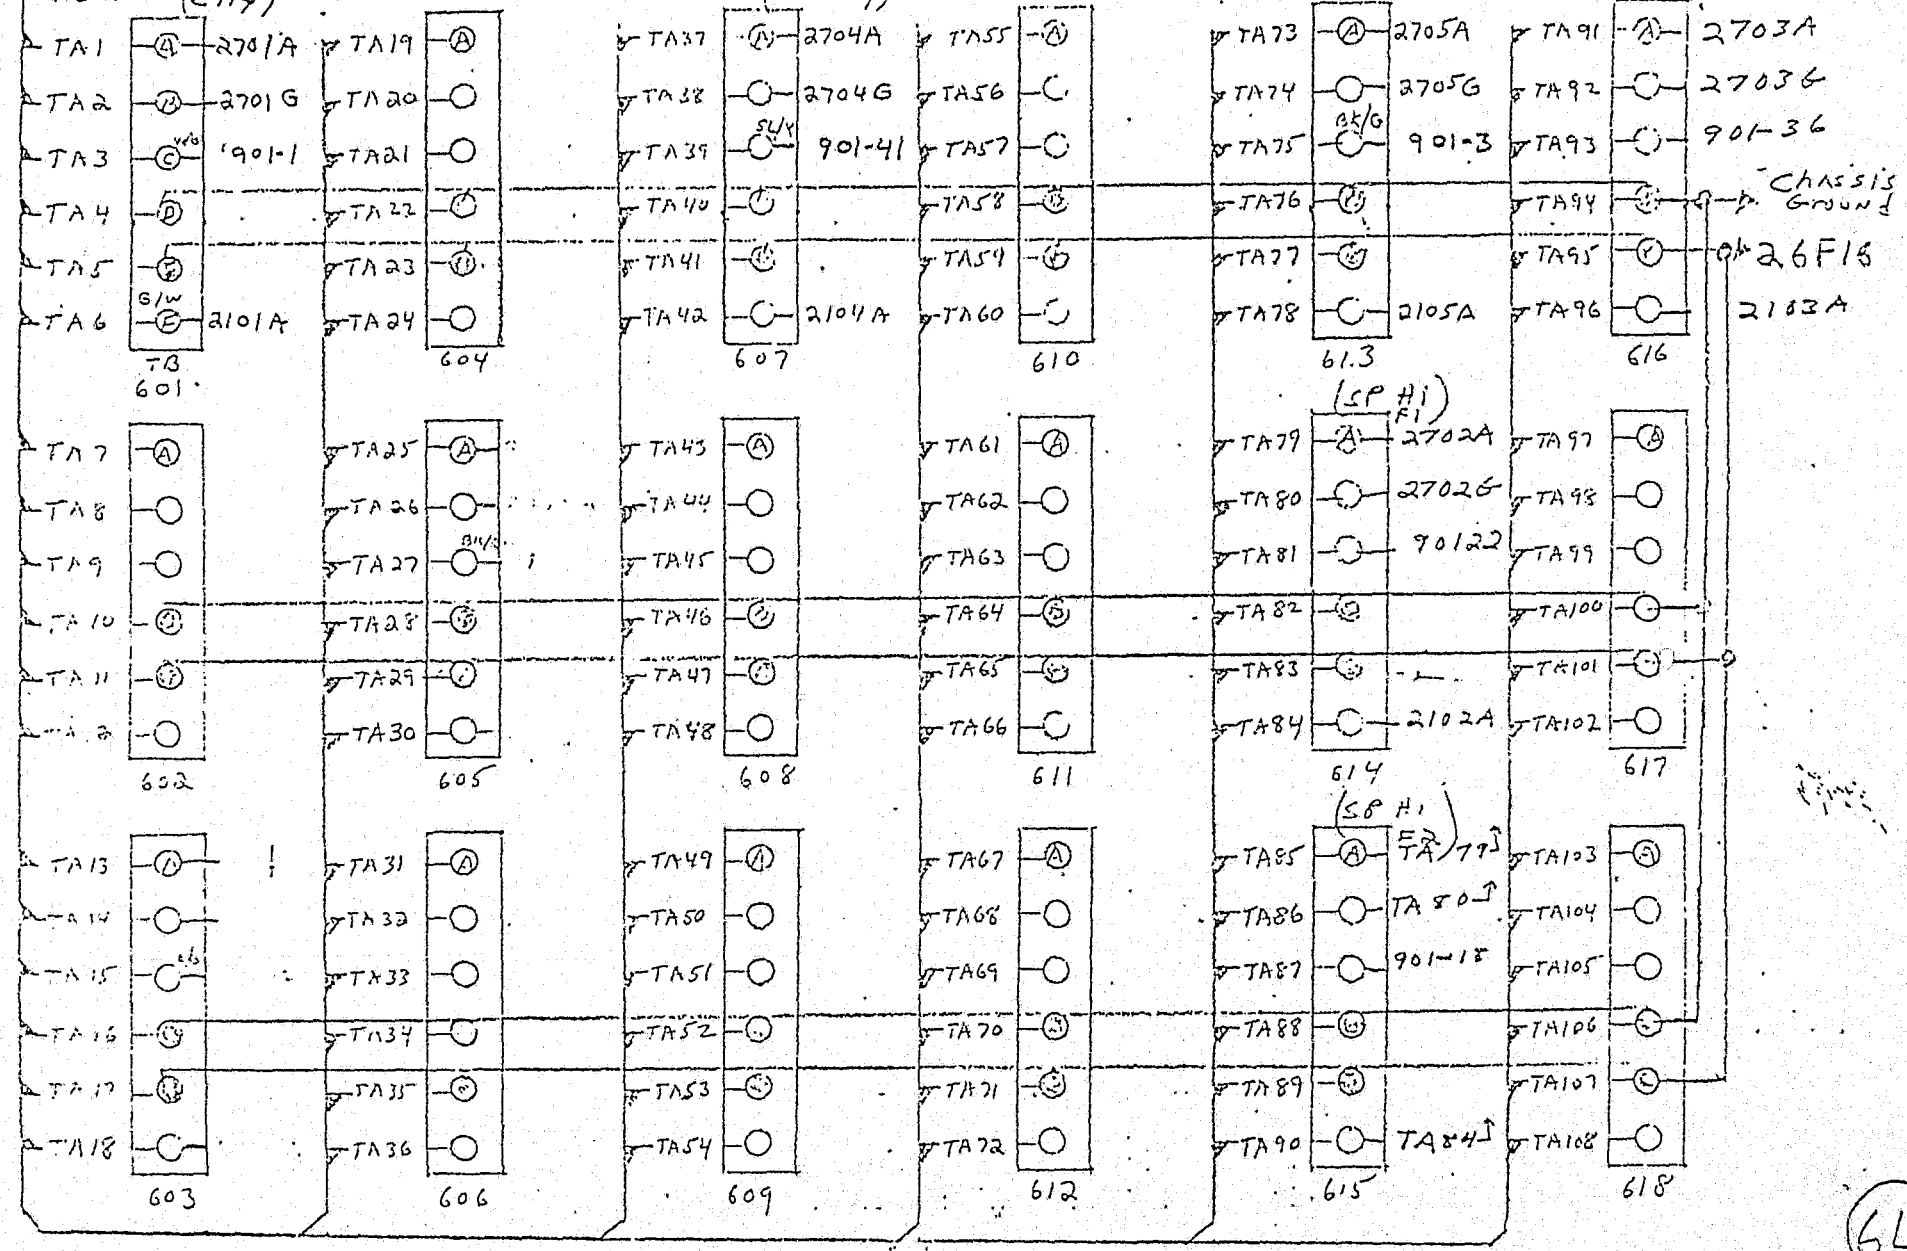 (City)
TA1 A 2701A TA19 A TA37 A 2704A TA55 A TA73 A 2705A TA91 A 2703A
TA2 B 2701G TA20 TA38 2704G TA56 TA74 2705G TA92 2703G
SL/Y BK/G
TA3 C 901-1 TA21 TA39 901-41 TA57 TA75 901-3 TA93 901-36
Chassis
Ground
TA4 D TA22 TA40 TA58 TA76 TA94
TA5 E TA23 TA41 TA59 TA77 TA95 26F16
G/W
TA6 F 2101A TA24 TA42 2104A TA60 TA78 2105A TA96 2103A
TB
601 604 607 610 613 616
(SP Hi
F1)
TA7 A TA25 A TA43 A TA61 A TA79 A 2702A TA97 A
TA8 TA26 TA44 TA62 TA80 2702G TA98
TA9 TA27 TA45 TA63 TA81 90122 TA99
TA10 TA28 TA46 TA64 TA82 TA100
TA11 TA29 TA47 TA65 TA83 TA101
TA30 TA48 TA66 TA84 2102A TA102
602 605 608 611 614 617
(SP Hi
F2)
TA13 A TA31 A TA49 A TA67 A TA85 A TA79 TA103 A
TA14 TA32 TA50 TA68 TA86 TA80 TA104
TA15 TA33 TA51 TA69 TA87 901-18 TA105
TA16 TA34 TA52 TA70 TA88 TA106
TA17 TA35 TA53 TA71 TA89 TA107
TA18 TA36 TA54 TA72 TA90 TA84 TA108
603 606 609 612 615 618